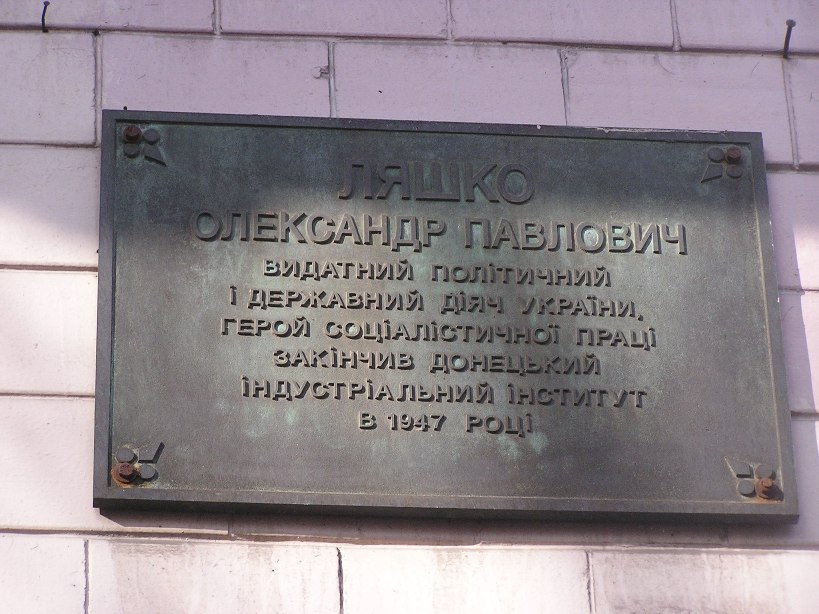 ЛЯШКО
ОЛЕКСАНДР ПАВЛОВИЧ
ВИДАТНИЙ ПОЛІТИЧНИЙ
І ДЕРЖАВНИЙ ДІЯЧ УКРАЇНИ,
ГЕРОЙ СОЦІАЛІСТИЧНОЇ ПРАЦІ
ЗАКІНЧИВ ДОНЕЦЬКИЙ
ІНДУСТРІАЛЬНИЙ ІНСТИТУТ
В 1947 РОЦІ